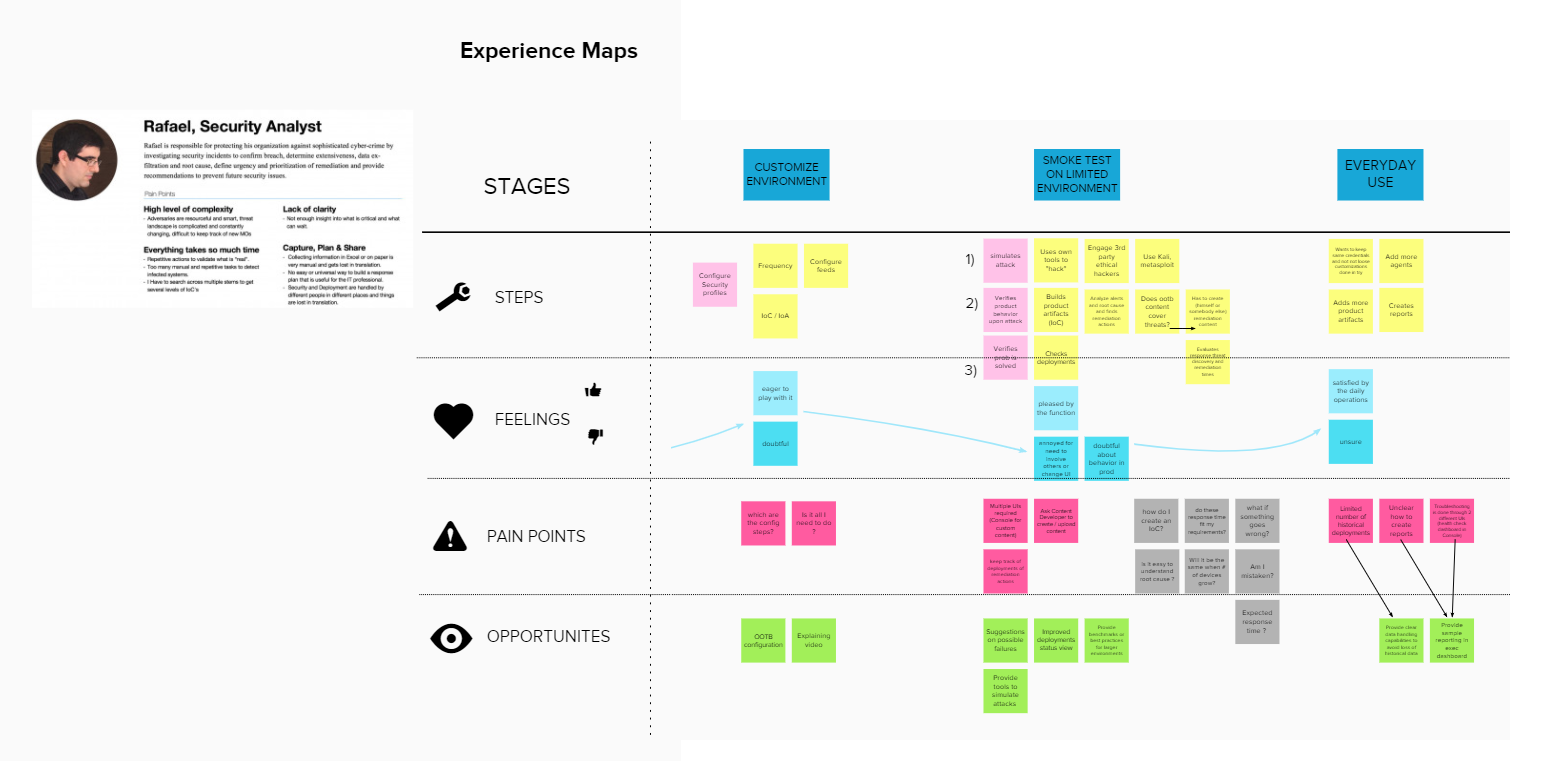 Experience Maps
Rafael, Security Analyst
Rafael is responsible for protecting his organization against sophisticated cyber-crime by
investigating security incidents to confirm breach, determine extensiveness, data ex-
filtration and root cause, define urgency and prioritization of remediation and provide
recommendations to prevent future security issues.
Pain Points
High level of complexity
- Adversaries are resourceful and smart, threat
landscape is complicated and constantly
changing, difficult to keep track of new MOs
Everything takes so much time
- Repetitive actions to validate what is "real".
- Too many manual and repetitive tasks to detect
infected systems.
- I Have to search across multiple stems to get
several levels of IoC's
Lack of clarity
- Not enough insight into what is critical and what
can wait.
Capture, Plan & Share
- Collecting information in Excel or on paper is
very manual and gets lost in translation.
- No easy or universal way to build a response
plan that is useful for the IT professional.
- Security and Deployment are handled by
different people in different places and things
are lost in translation.
STAGES
CUSTOMIZE
ENVIRONMENT
SMOKE TEST
ON LIMITED
ENVIRONMENT
EVERYDAY
USE
STEPS
Configure
Security
profiles
Frequency
Configure
feeds
IoC / IoA
1)
simulates
attack
Uses own
tools to
"hack"
Engage 3rd
party
ethical
hackers
Use Kali,
metasploit
2)
Verifies
product
behavior
upon attack
Builds
product
artifacts
(IoC)
Analyze alerts
and root cause
and finds
remediation
actions
Does ootb
content
cover
threats?
Has to create
(himself or
somebody else)
remediation
content
3)
Verifies
prob is
solved
Checks
deployments
Evaluates
response threat
discovery and
remediation
times
Wants to keep
same credentials
and not
customizations
done in try
Add more
agents
Adds more
product
artifacts
Creates
reports
FEELINGS
eager to
play with it
doubtful
pleased by
the function
annoyed for
need to
involve
others or
change UI
doubtful
about
behavior in
prod
satisfied by
the daily
operations
unsure
PAIN POINTS
which are
the config
steps?
Is it all I
need to do
?
Multiple UIs
required
(Console for
custom
content)
Ask Content
Developer to
create / upload
content
keep track of
deployments of
remediation
actions
how do I
create an
IoC?
do these
response time
fit my
requirements?
what if
something
goes
wrong?
Is it easy to
understand
root cause ?
Will it be the
same when #
of devices
grow?
Am I
mistaken?
Expected
response
time ?
Limited
number of
historical
deployments
Unclear
how to
create
reports
Troubleshooting
is done through 2
different UIs
(health check
dashboard in
Console)
OPPORTUNITES
OOTB
configuration
Explaining
video
Suggestions
on possible
failures
Improved
deployments
status view
Provide
benchmarks or
best practices
for larger
environments
Provide
tools to
simulate
attacks
Provide clear
data handling
capabilities to
avoid loss of
historical data
Provide
sample
reporting in
exec
dashboard